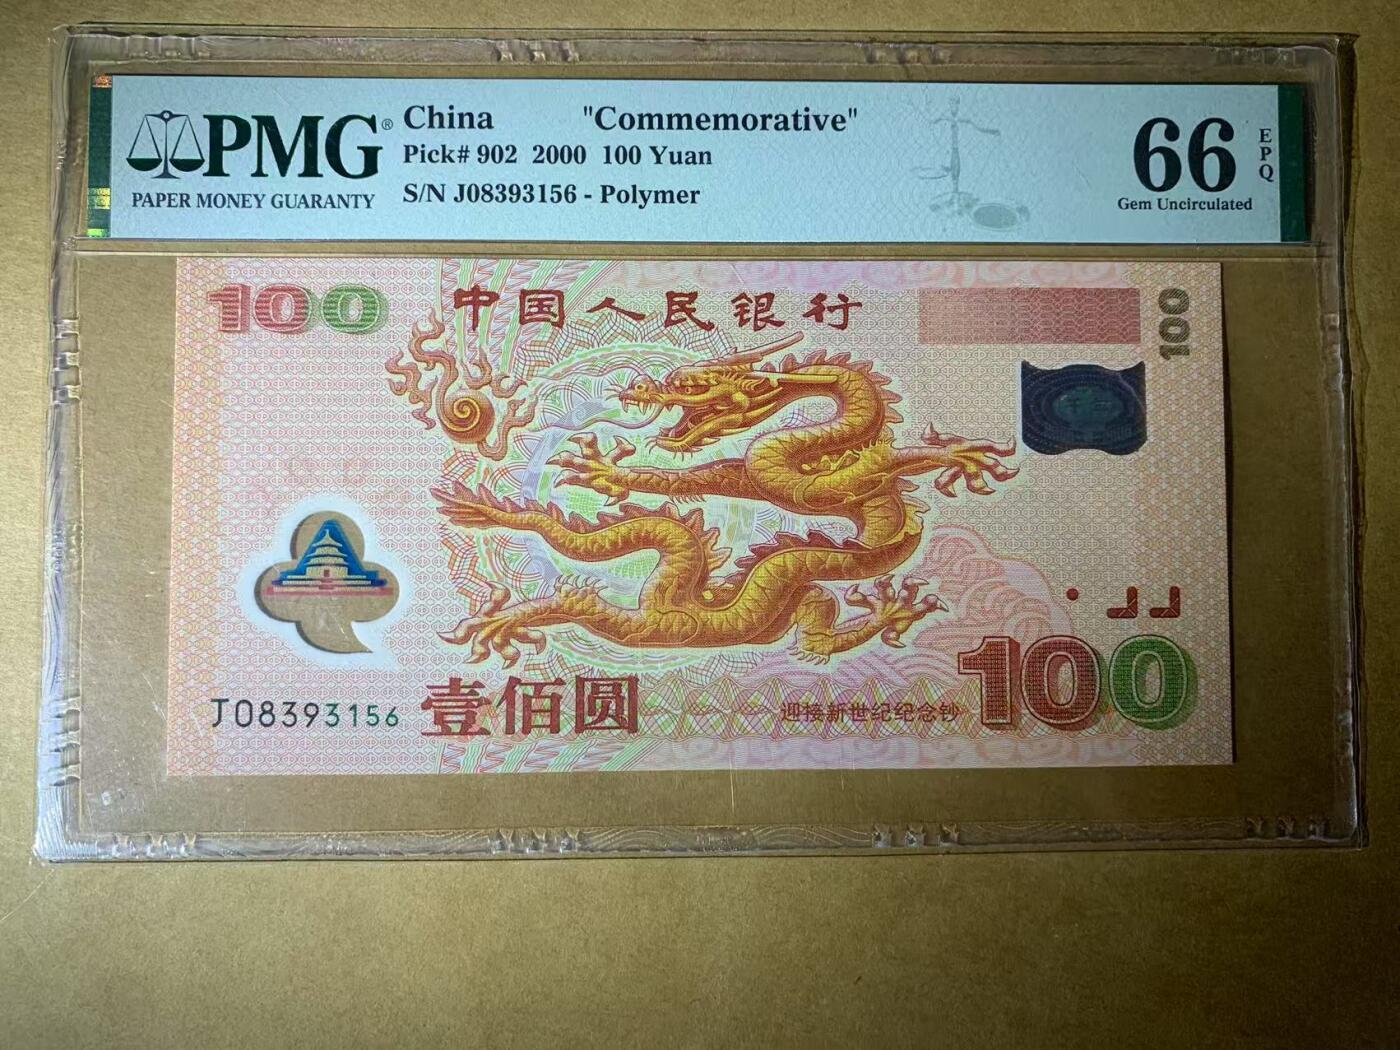 PMG®
PAPER MONEY GUARANTY
China "Commemorative"
Pick# 902 2000 100 Yuan
S/N J08393156 - Polymer
66 EPQ
Gem Uncirculated
100
中国人民银行
100
J08393156
壹佰圆
迎接新世纪纪念钞
100